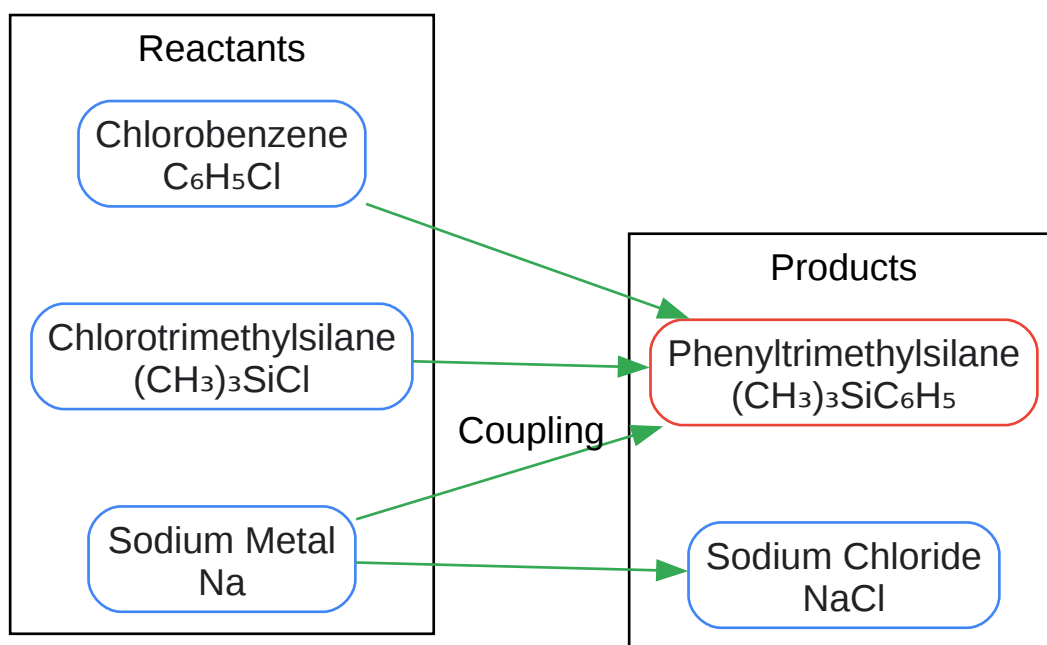 Reactants
Chlorobenzene
C₆H₅Cl
Chlorotrimethylsilane
(CH₃)₃SiCl
Sodium Metal
Na
Coupling
Products
Phenyltrimethylsilane
(CH₃)₃SiC₆H₅
Sodium Chloride
NaCl